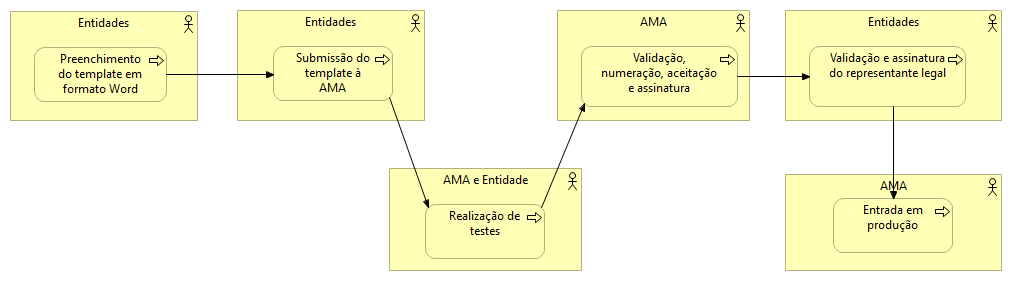 Entidades
Preenchimento
do template em
formato Word
Entidades
Submissão do
template à
AMA
AMA e Entidade
Realização de
testes
AMA
Validação,
numeração, aceitação
e assinatura
Entidades
Validação e assinatura
do representante legal
AMA
Entrada em
produção